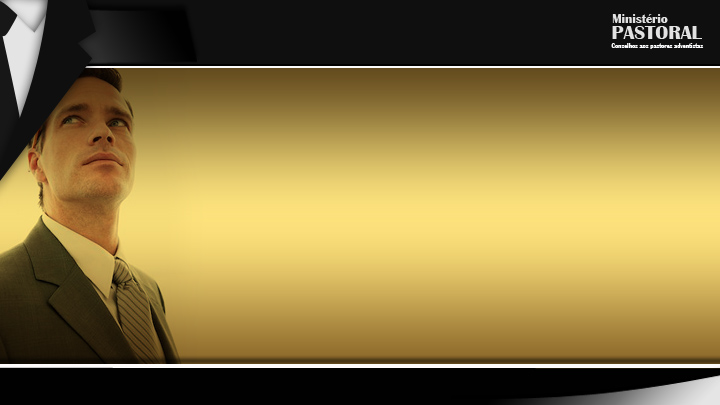 Ministério
PASTORAL
Conselhos aos pastores adventistas